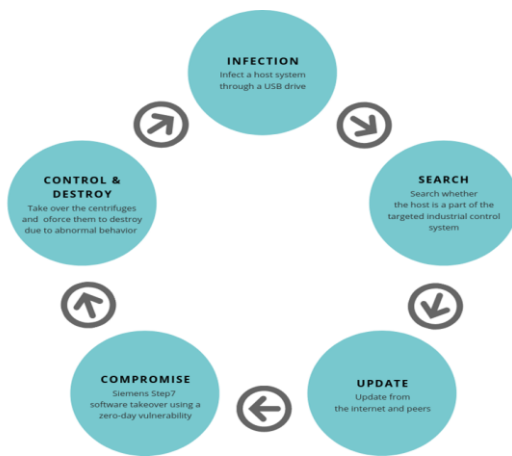 INFECTION
Infect a host system
through a USB drive
SEARCH
Search whether
the host is a part of the
targeted industrial control
system
UPDATE
Update from
the internet and peers
COMPROMISE
Siemens Step7
software takeover using a
zero-day vulnerability
CONTROL &
DESTROY
Take over the centrifuges
and oforce them to destroy
due to abnormal behavior